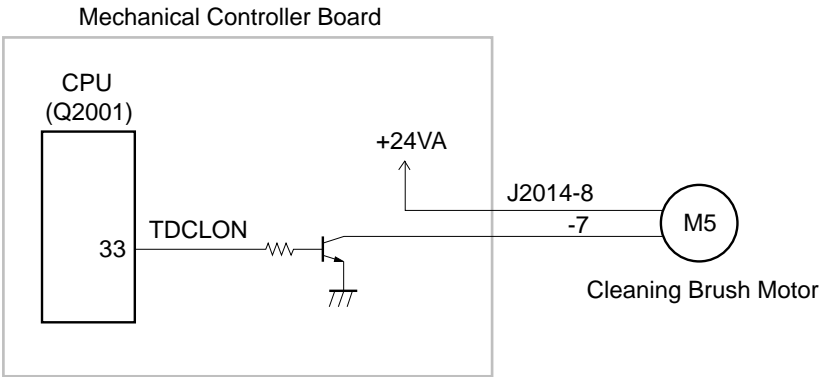 Mechanical Controller Board
CPU
(Q2001)
+24VA
J2014-8
TDCLON
-7
M5
33
Cleaning Brush Motor